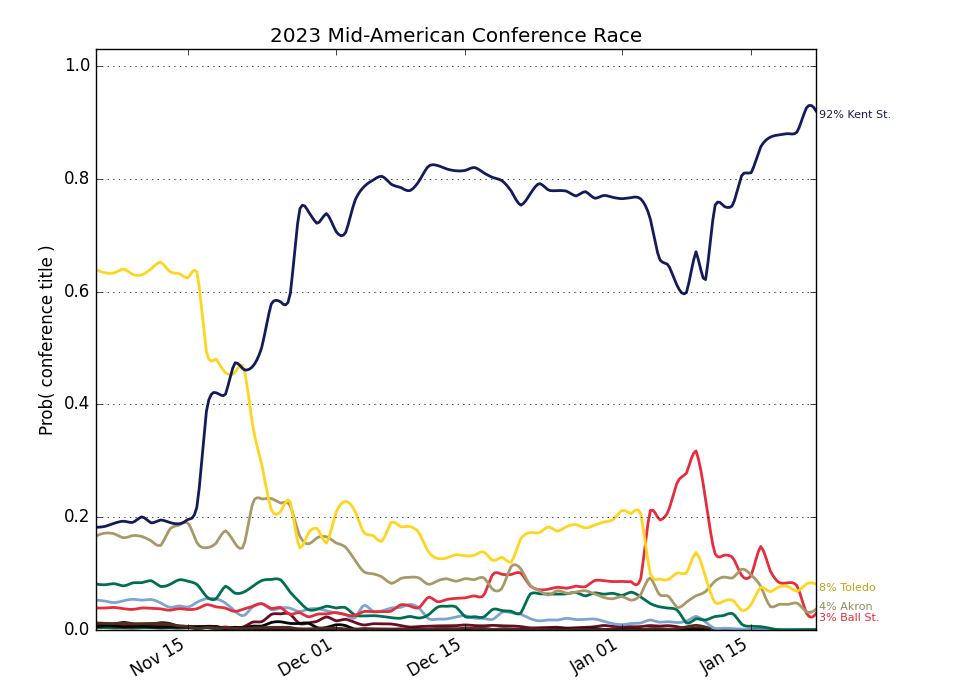 2023 Mid-American Conference Race
Prob( conference title )
1.0
0.8
0.6
0.4
0.2
0.0
92% Kent St.
8% Toledo
4% Akron
3% Ball St.
Nov 15
Dec 01
Dec 15
Jan 01
Jan 15